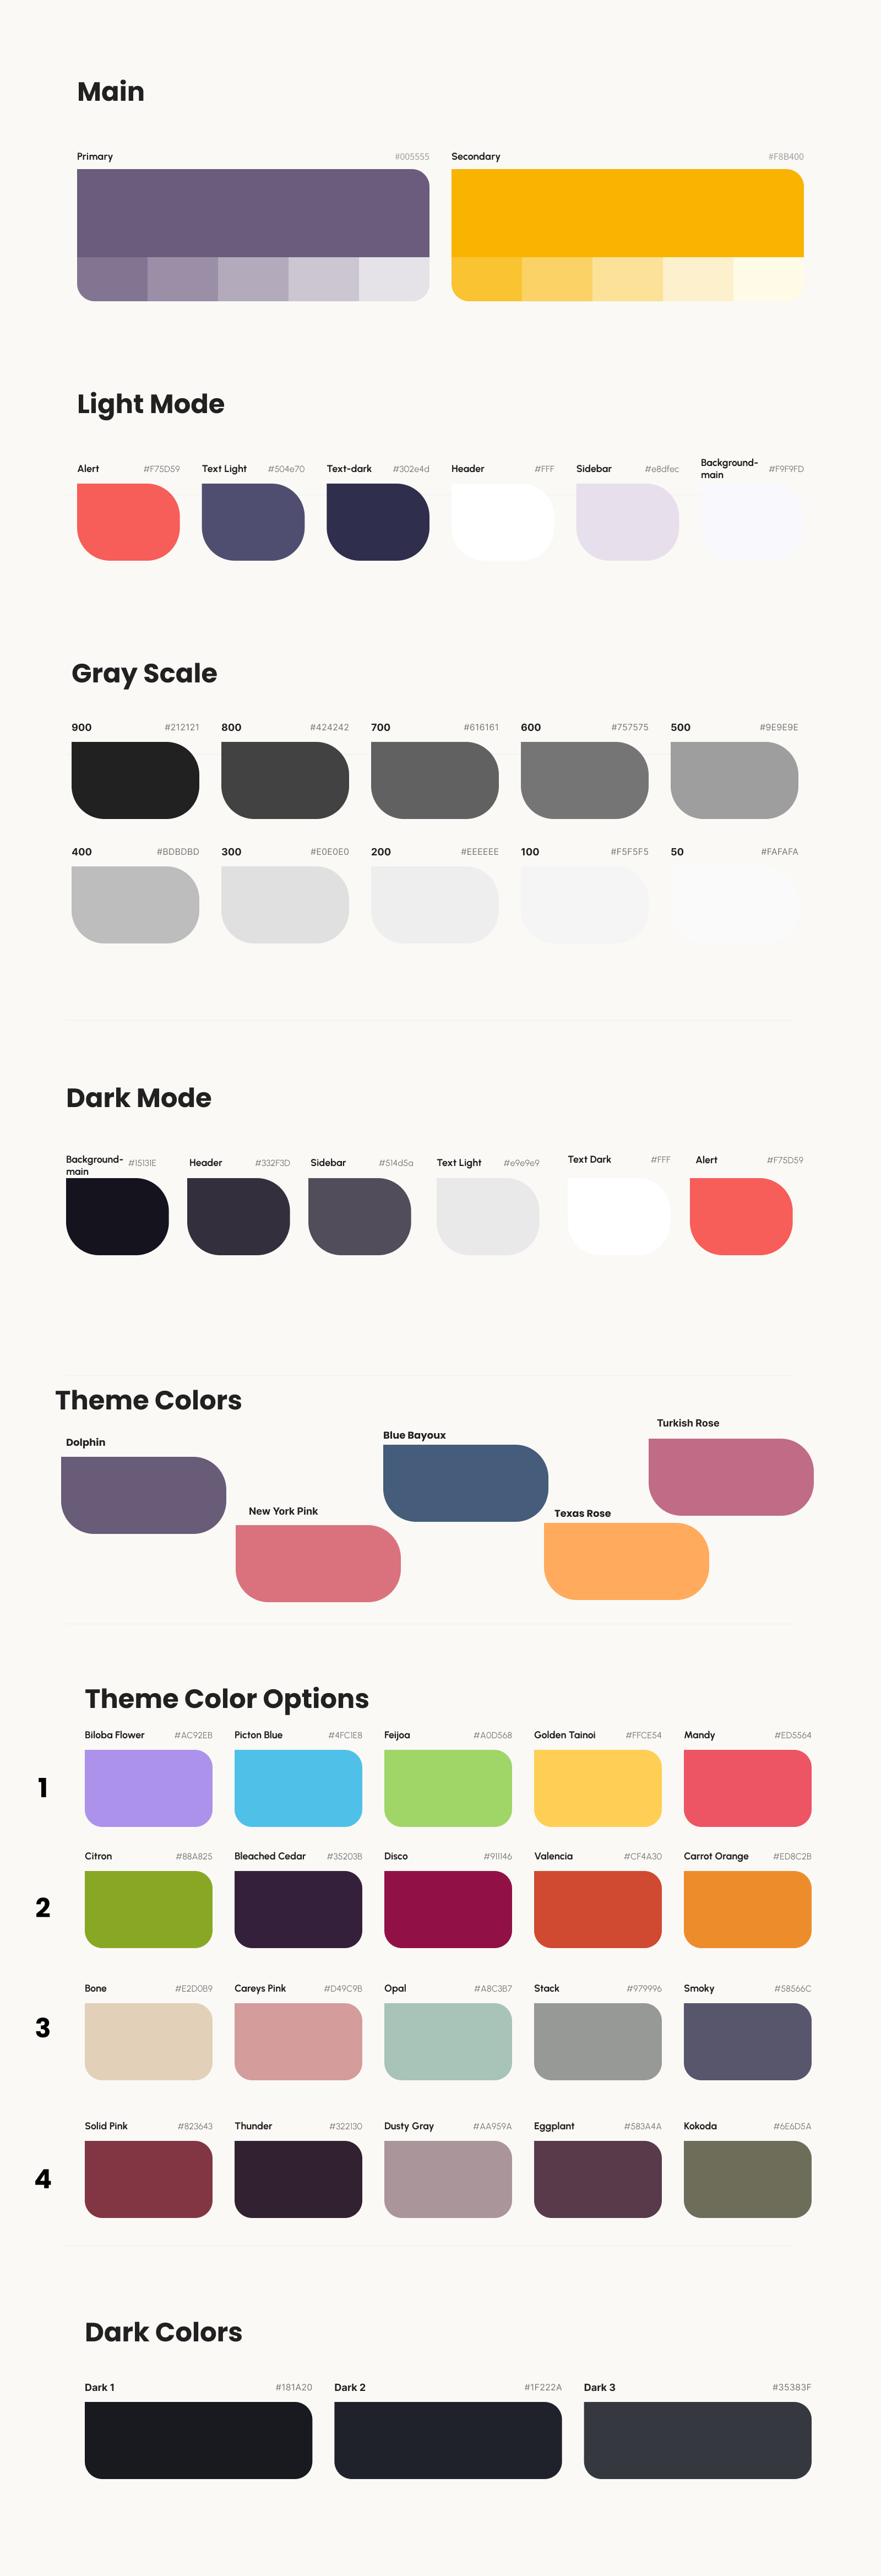 Main
Primary #005555 Secondary #F8B400
Light Mode
Alert #F75D59 Text Light #504e70 Text-dark #302e4d Header #FFF Sidebar #e8dfec Background-
main #F9F9FD
Gray Scale
900 #212121 800 #424242 700 #616161 600 #757575 500 #9E9E9E
400 #BDBDBD 300 #E0E0E0 200 #EEEEEE 100 #F5F5F5 50 #FAFAFA
Dark Mode
Background-
main #15131E Header #332F3D Sidebar #514d5a Text Light #e9e9e9 Text Dark #FFF Alert #F75D59
Theme Colors
Turkish Rose
Blue Bayoux
Dolphin
New York Pink
Texas Rose
Theme Color Options
Biloba Flower #AC92EB Picton Blue #4FC1E8 Feijoa #A0D568 Golden Tainoi #FFCE54 Mandy #ED5564
1
Citron #88A825 Bleached Cedar #35203B Disco #911146 Valencia #CF4A30 Carrot Orange #ED8C2B
2
Bone #E2D0B9 Careys Pink #D49C9B Opal #A8C3B7 Stack #979996 Smoky #58566C
3
Solid Pink #823643 Thunder #322130 Dusty Gray #AA959A Eggplant #583A4A Kokoda #6E6D5A
4
Dark Colors
Dark 1 #181A20 Dark 2 #1F222A Dark 3 #35383F